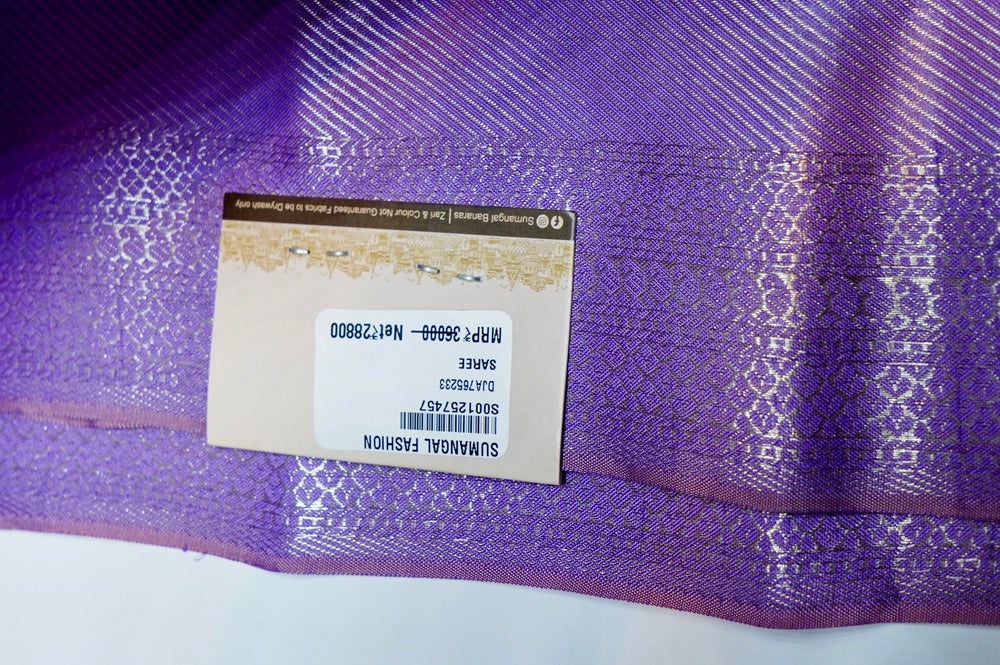 SUMANGAL FASHION
S001257457
DJA765233
SAREE
MRP₹ 36000 Net₹28800
Sumangal Banaras | Zari & Colour Not Guaranteed Fabrics to be Drywash only